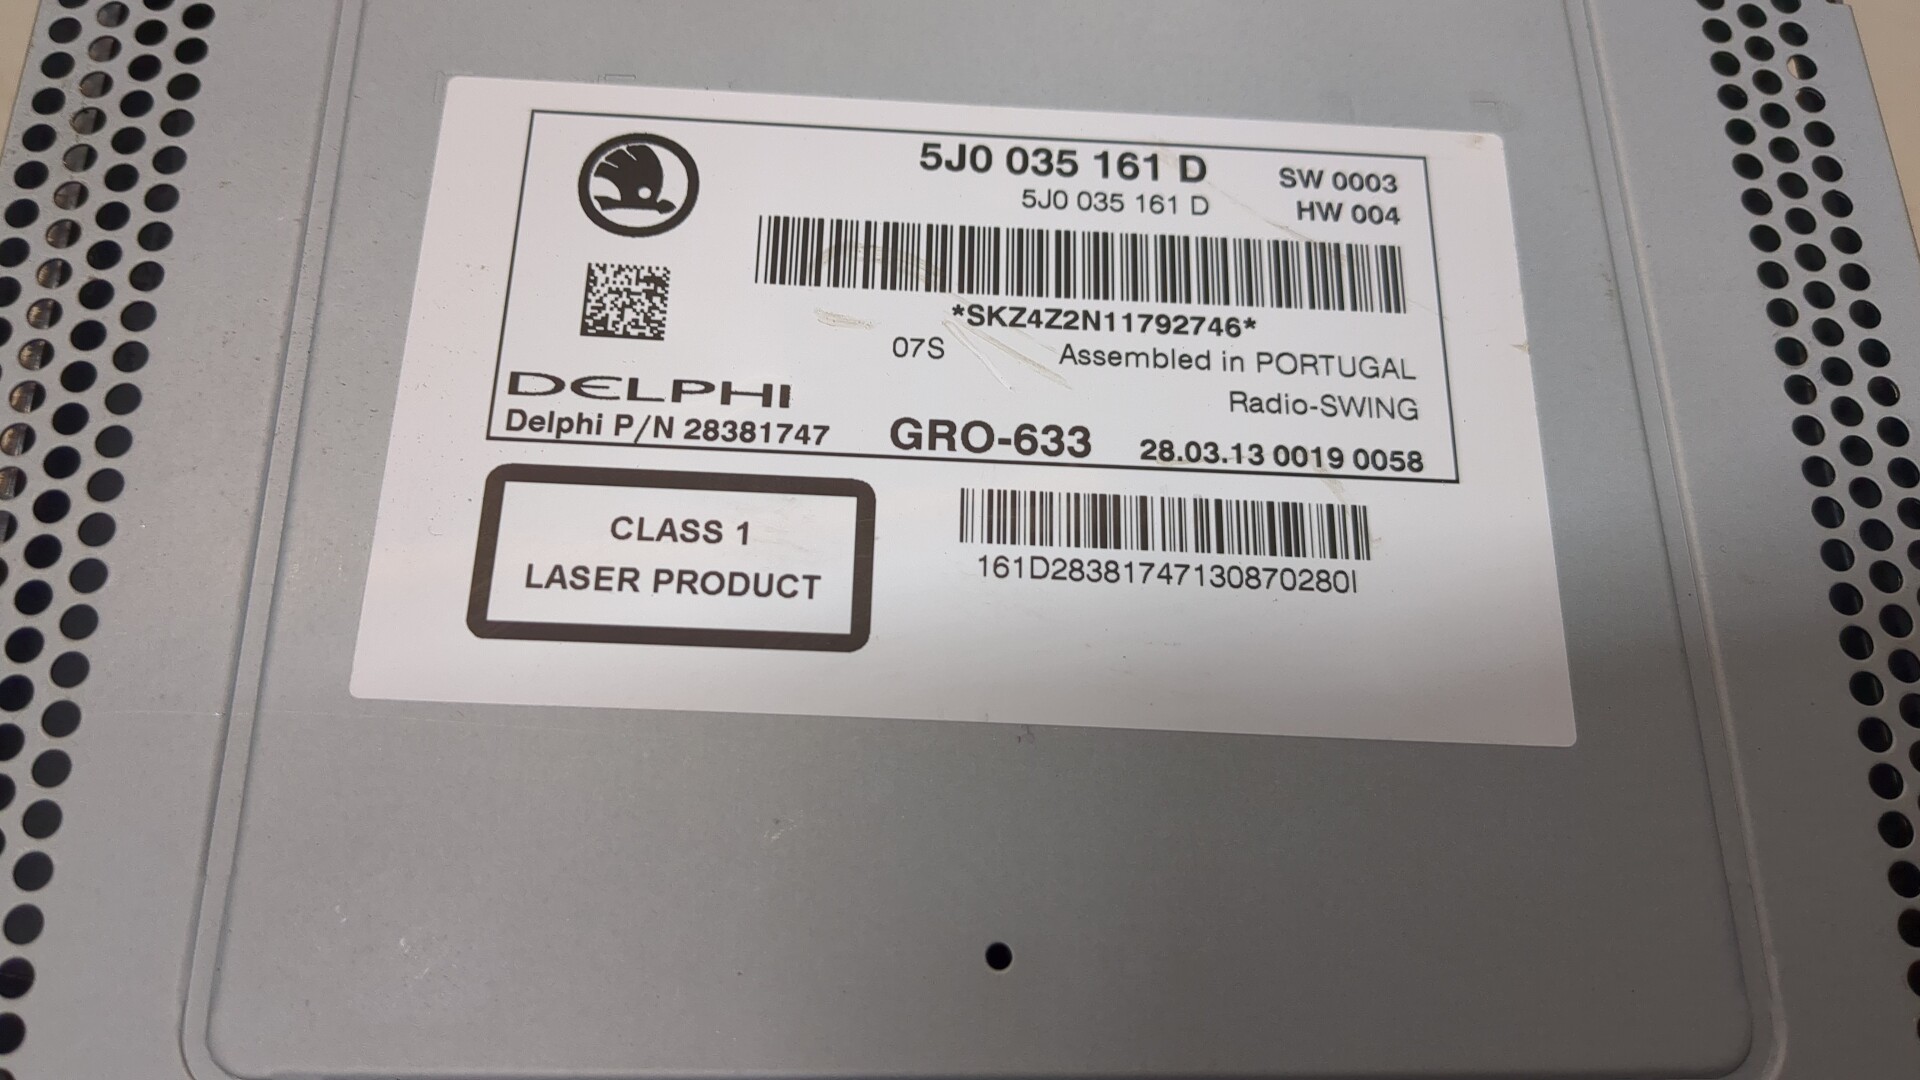 5J0 035 161 D
SW 0003
5J0 035 161 D
HW 004
*SKZ4Z2N11792746*
07S
Assembled in PORTUGAL
DELPHI
Radio-SWING
Delphi P/N 28381747
GRO-633
28.03.13 0019 0058
CLASS 1
LASER PRODUCT
161D28381747130870280I